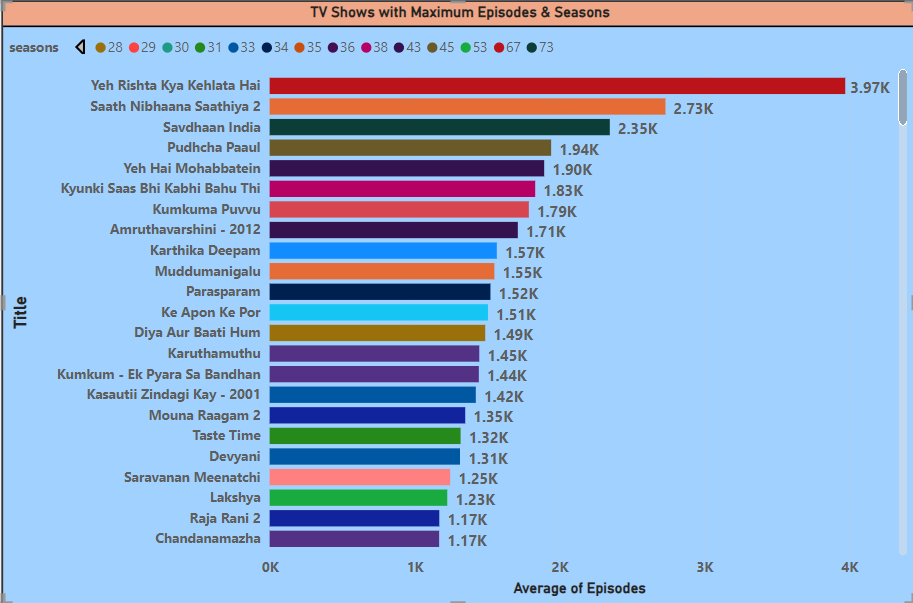 TV Shows with Maximum Episodes & Seasons
seasons 28 29 30 31 33 34 35 36 38 43 45 53 67 73
Yeh Rishta Kya Kehlata Hai 3.97K
Saath Nibhaana Saathiya 2 2.73K
Savdhaan India 2.35K
Pudhcha Paaul 1.94K
Yeh Hai Mohabbatein 1.90K
Kyunki Saas Bhi Kabhi Bahu Thi 1.83K
Kumkuma Puvvu 1.79K
Amruthavarshini - 2012 1.71K
Karthika Deepam 1.57K
Muddumanigalu 1.55K
Parasparam 1.52K
Ke Apon Ke Por 1.51K
Diya Aur Baati Hum 1.49K
Karuthamuthu 1.45K
Kumkum - Ek Pyara Sa Bandhan 1.44K
Kasautii Zindagi Kay - 2001 1.42K
Mouna Raagam 2 1.35K
Taste Time 1.32K
Devyani 1.31K
Saravanan Meenatchi 1.25K
Lakshya 1.23K
Raja Rani 2 1.17K
Chandanamazha 1.17K
Title
0K 1K 2K 3K 4K
Average of Episodes